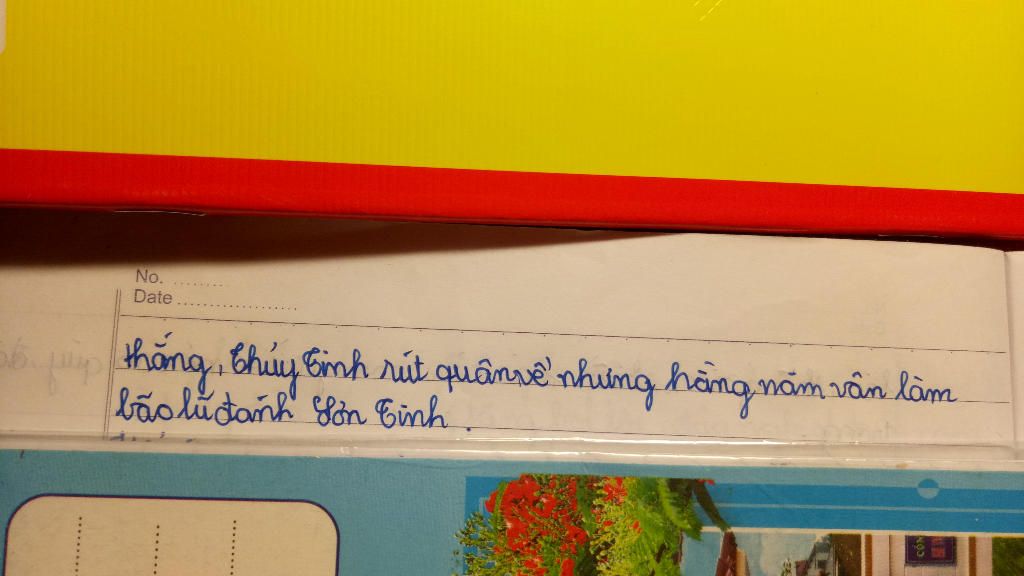 No. ........
Date ...................
thắng, Thủy Tinh rút quân về nhưng hằng năm vẫn làm
bão lũ đánh Sơn Tinh.